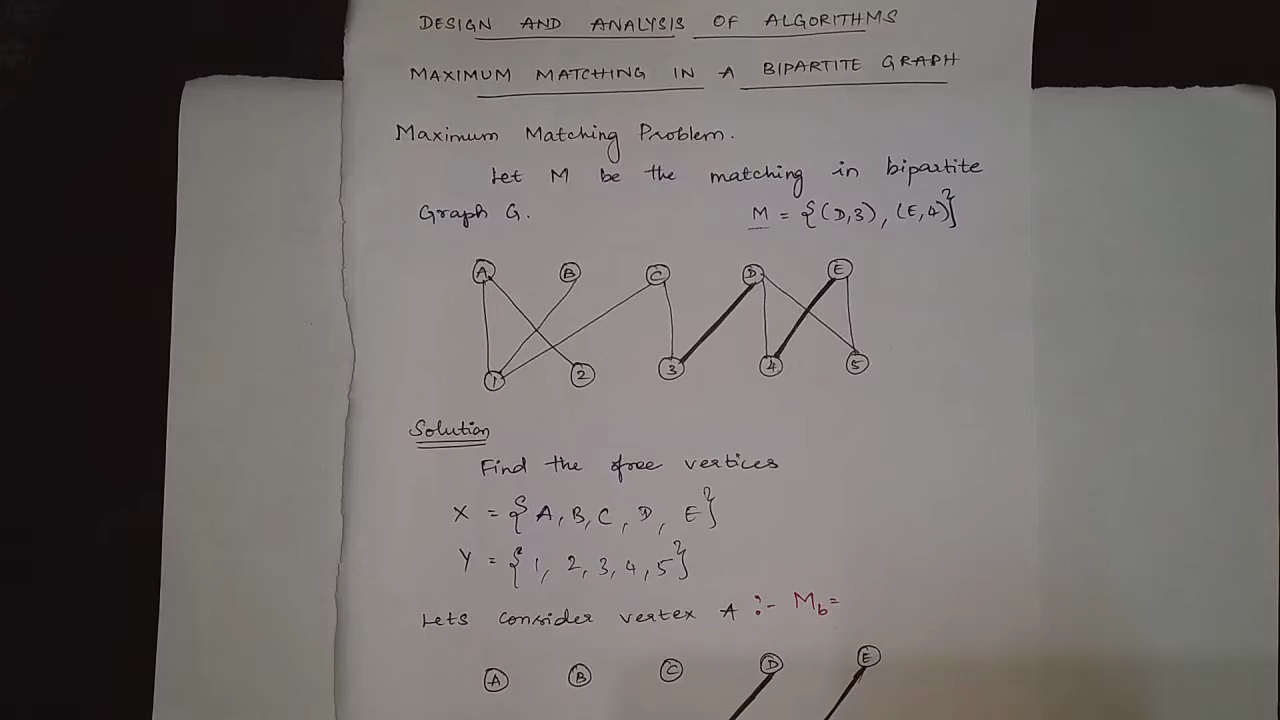 DESIGN AND ANALYSIS OF ALGORITHMS
MAXIMUM MATCHING IN A BIPARTITE GRAPH
Maximum Matching Problem.
Let M be the matching in bipartite
Graph G. M = {(D,3), (E,4)}
A B C D E
1 2 3 4 5
Solution
Find the free vertices
X = {A, B, C, D, E}
Y = {1, 2, 3, 4, 5}
Lets consider vertex A :- Mb=
A B C D E